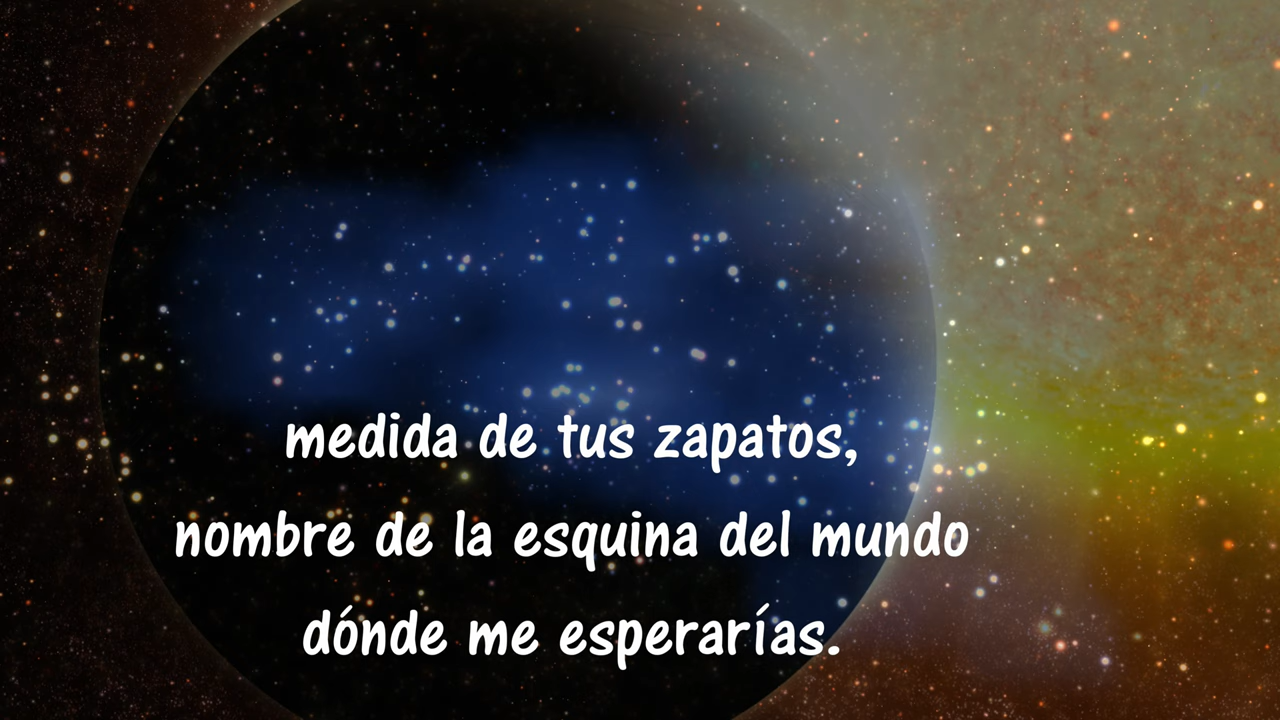 medida de tus zapatos,
nombre de la esquina del mundo
dónde me esperarías.